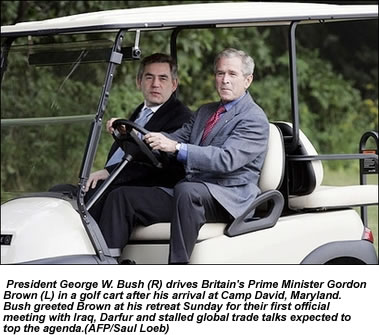 President George W. Bush (R) drives Britain's Prime Minister Gordon
Brown (L) in a golf cart after his arrival at Camp David, Maryland.
Bush greeted Brown at his retreat Sunday for their first official
meeting with Iraq, Darfur and stalled global trade talks expected to
top the agenda.(AFP/Saul Loeb)